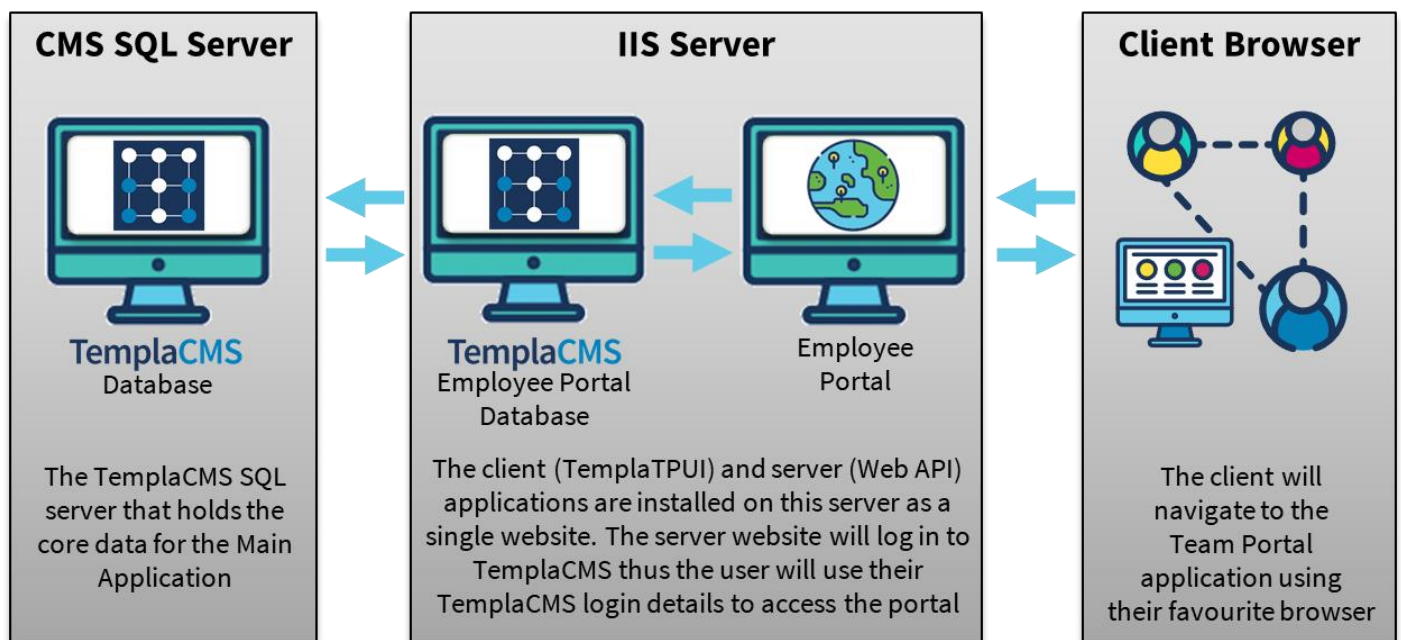 CMS SQL Server
TemplaCMS
Database
The TemplaCMS SQL
server that holds the
core data for the Main
Application
IIS Server
TemplaCMS
Employee Portal
Database
Employee
Portal
The client (TemplaTPUI) and server (Web API)
applications are installed on this server as a
single website. The server website will log in to
TemplaCMS thus the user will use their
TemplaCMS login details to access the portal
Client Browser
The client will
navigate to the
Team Portal
application using
their favourite browser